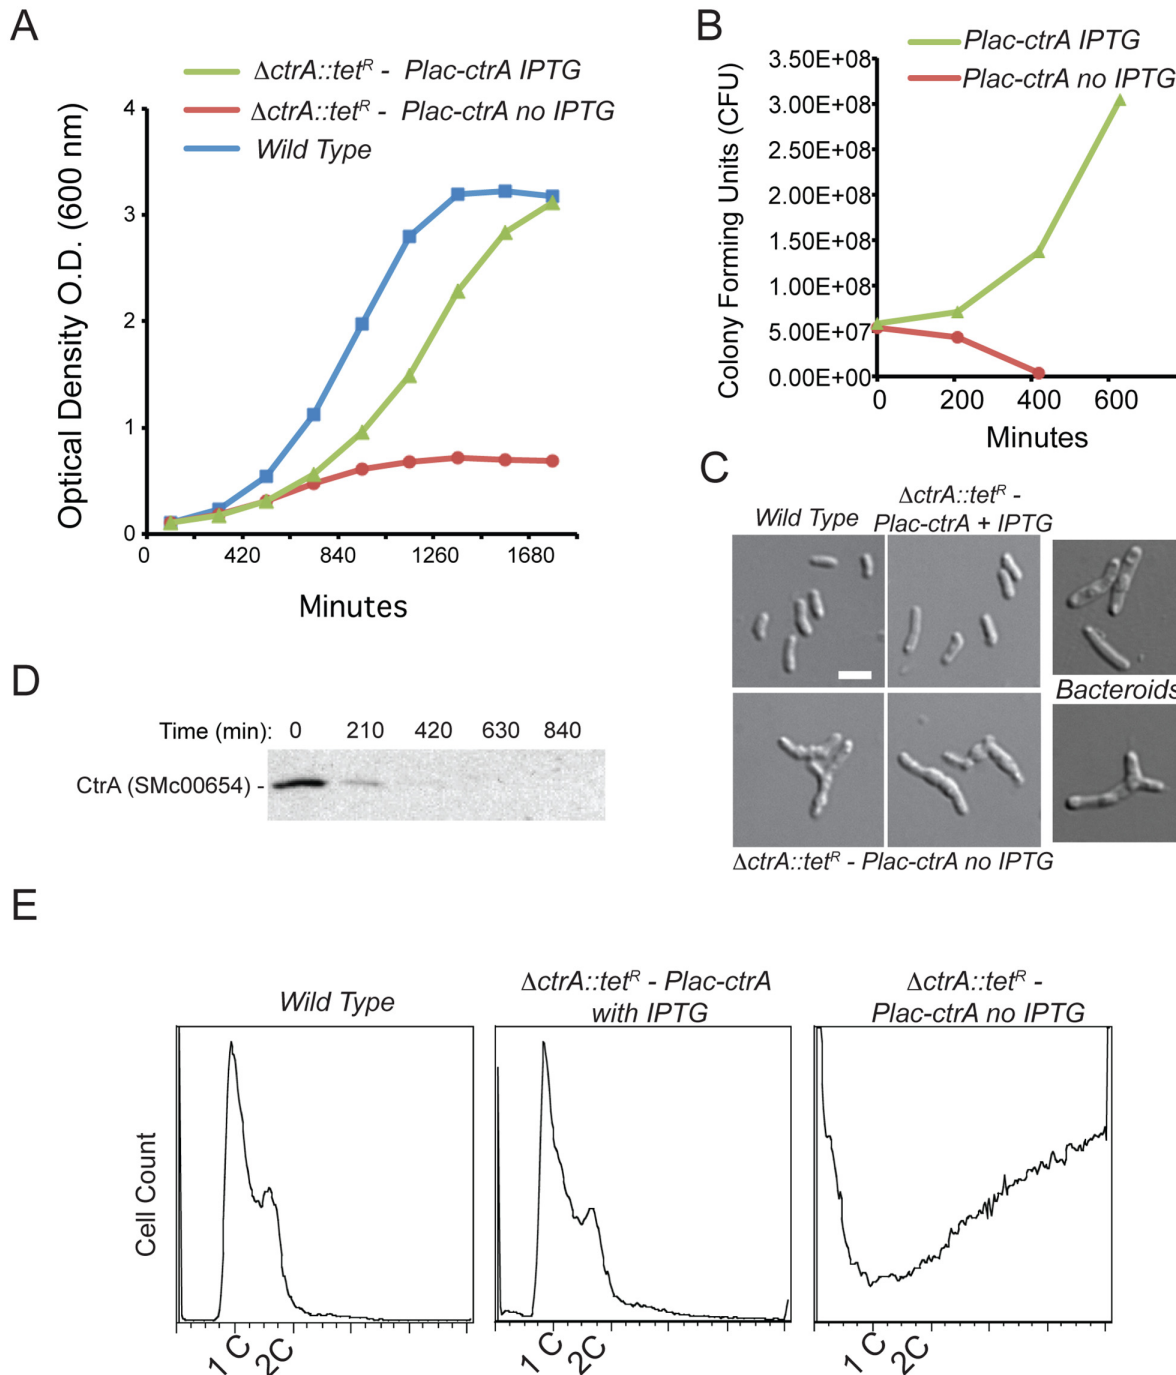 A
ΔctrA::tetᴿ - Plac-ctrA IPTG
ΔctrA::tetᴿ - Plac-ctrA no IPTG
Wild Type
Optical Density O.D. (600 nm)
4
3
2
1
0
0 420 840 1260 1680
Minutes
B
Plac-ctrA IPTG
Plac-ctrA no IPTG
Colony Forming Units (CFU)
3.50E+08
3.00E+08
2.50E+08
2.00E+08
1.50E+08
1.00E+08
5.00E+07
0.00E+00
0 200 400 600
Minutes
C
Wild Type
ΔctrA::tetᴿ -
Plac-ctrA + IPTG
Bacteroids
ΔctrA::tetᴿ - Plac-ctrA no IPTG
D
Time (min): 0 210 420 630 840
CtrA (SMc00654) -
E
Cell Count
Wild Type
1 C 2C
ΔctrA::tetᴿ - Plac-ctrA
with IPTG
1 C 2C
ΔctrA::tetᴿ -
Plac-ctrA no IPTG
1 C 2C